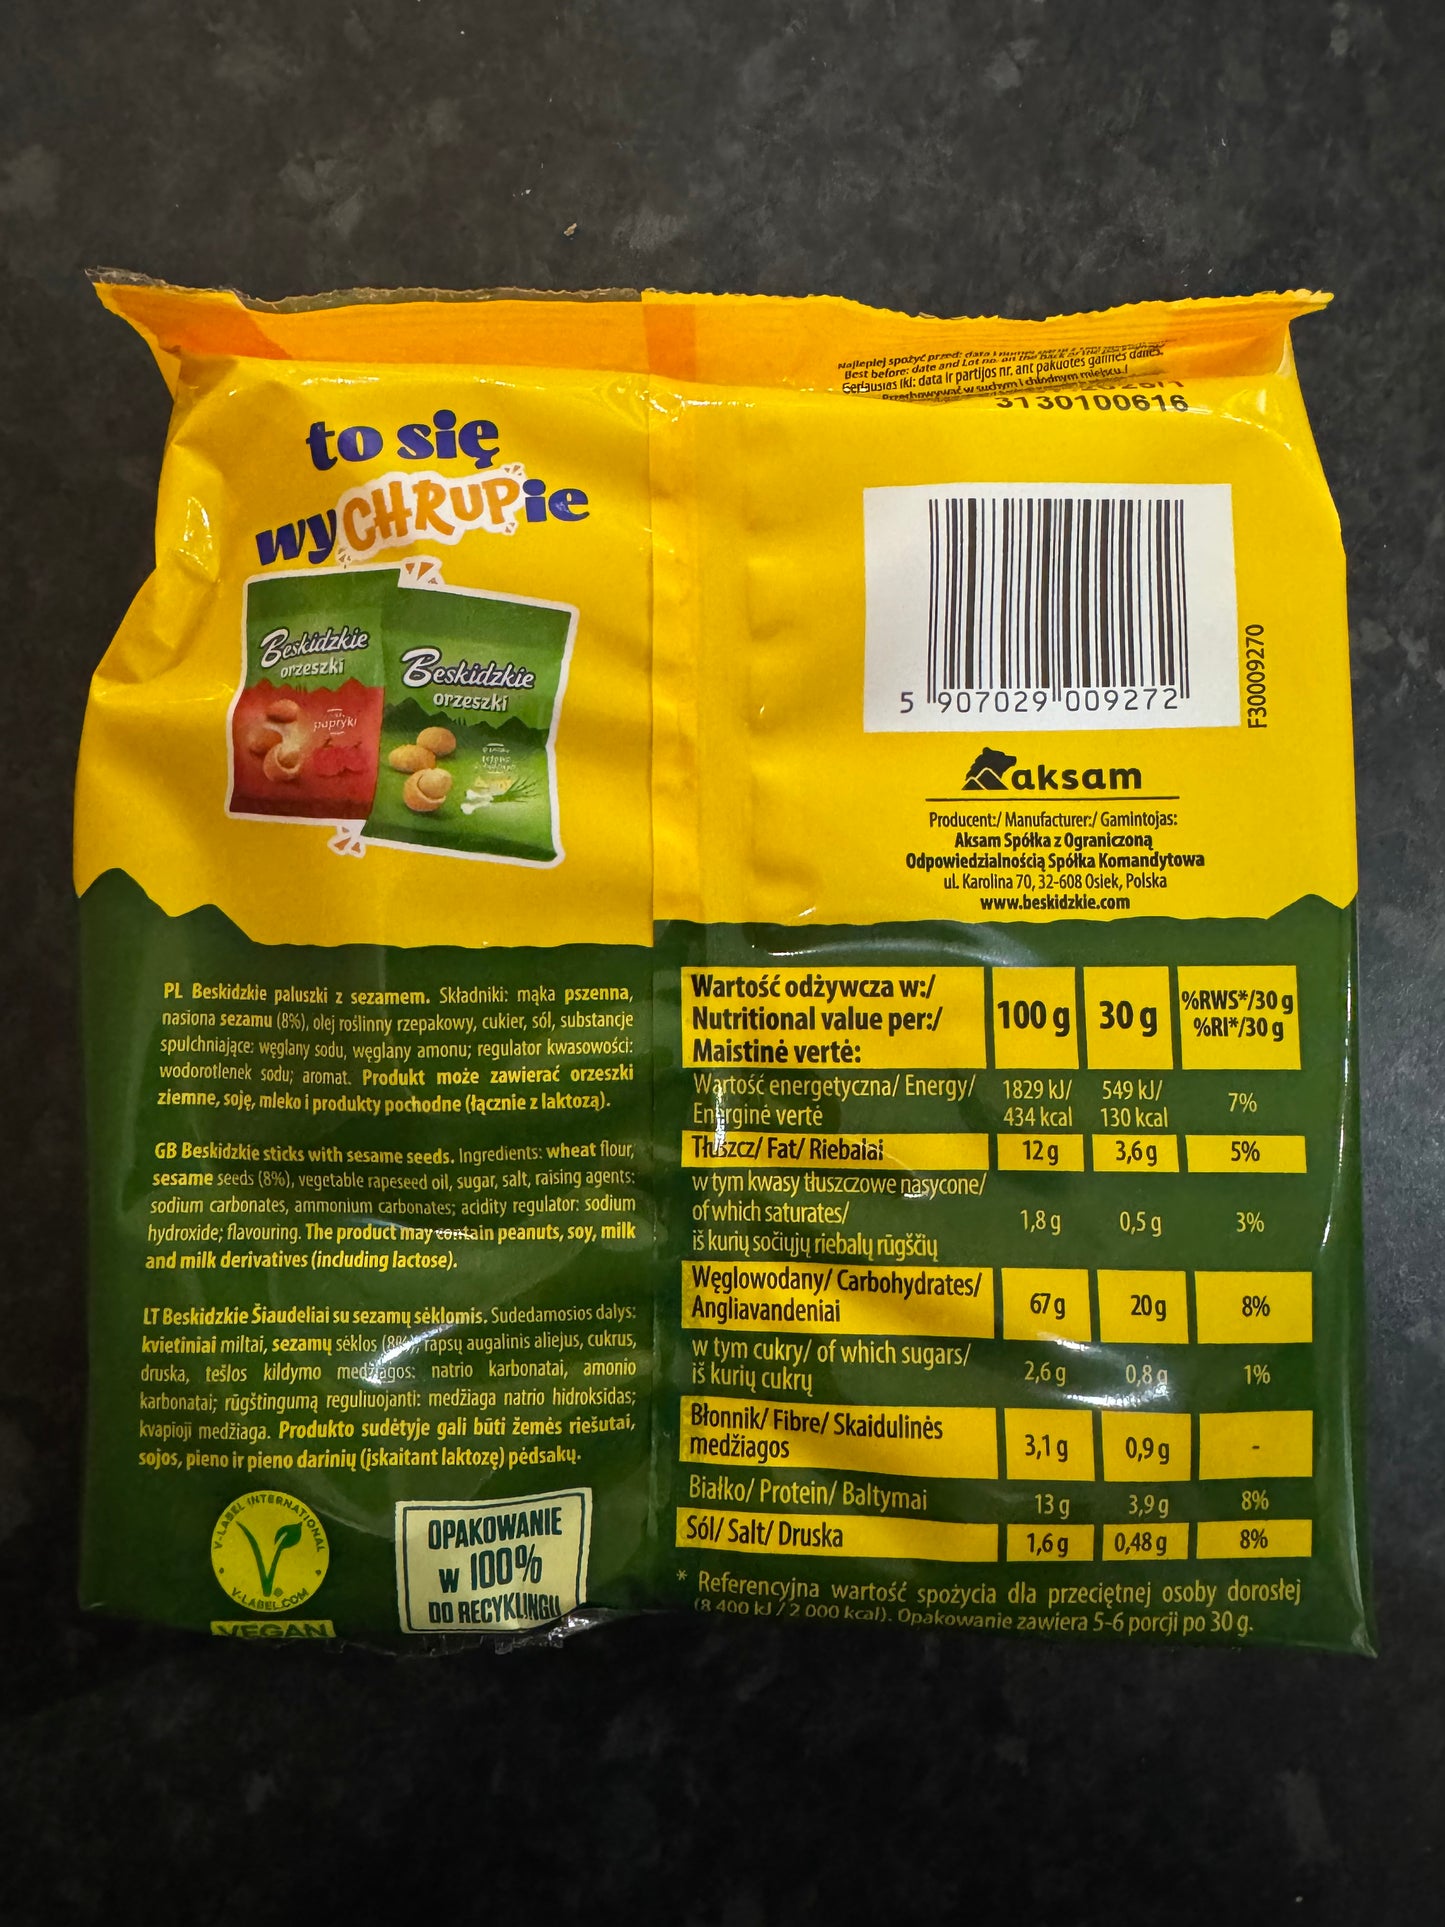 Najlepiej spożyć przed: data i numer
Best before: date and Lot no. on the back of the
Geriausias iki: data ir partijos nr. ant pakuotės galinės dalies.
Przechowywać w suchym i chłodnym miejscu.
3130100616
to się
wyCHRUPie
Beskidzkie
orzeszki
papryki
Beskidzkie
orzeszki
5 907029 009272
F30009270
aksam
Producent:/ Manufacturer:/ Gamintojas:
Aksam Spółka z Ograniczoną
Odpowiedzialnością Spółka Komandytowa
ul. Karolina 70, 32-608 Osiek, Polska
www.beskidzkie.com
PL Beskidzkie paluszki z sezamem. Składniki: mąka pszenna,
nasiona sezamu (8%), olej roślinny rzepakowy, cukier, sól, substancje
spulchniające: węglany sodu, węglany amonu; regulator kwasowości:
wodorotlenek sodu; aromat. Produkt może zawierać orzeszki
ziemne, soję, mleko i produkty pochodne (łącznie z laktozą).
GB Beskidzkie sticks with sesame seeds. Ingredients: wheat flour,
sesame seeds (8%), vegetable rapeseed oil, sugar, salt, raising agents:
sodium carbonates, ammonium carbonates; acidity regulator: sodium
hydroxide; flavouring. The product may contain peanuts, soy, milk
and milk derivatives (including lactose).
LT Beskidzkie Šiaudeliai su sezamų sėklomis. Sudedamosios dalys:
kvietiniai miltai, sezamų sėklos (8%), rapsų augalinis aliejus, cukrus,
druska, tešlos kildymo medžiagos: natrio karbonatai, amonio
karbonatai; rūgštingumą reguliuojanti: medžiaga natrio hidroksidas;
kvapioji medžiaga. Produkto sudėtyje gali būti žemės riešutai,
sojos, pieno ir pieno darinių (įskaitant laktozę) pėdsakų.
V-LABEL INTERNATIONAL
V-LABEL.COM
VEGAN
OPAKOWANIE
W 100%
DO RECYKLINGU
Wartość odżywcza w:/
Nutritional value per:/
Maistinė vertė:
100 g 30 g %RWS*/30 g
%RI*/30 g
Wartość energetyczna/ Energy/ 1829 kJ/ 549 kJ/
Energinė vertė 434 kcal 130 kcal 7%
Tłuszcz/ Fat/ Riebalai 12 g 3,6 g 5%
w tym kwasy tłuszczowe nasycone/
of which saturates/ 1,8 g 0,5 g 3%
iš kurių sočiųjų riebalų rūgščių
Węglowodany/ Carbohydrates/
Angliavandeniai 67 g 20 g 8%
w tym cukry/ of which sugars/
iš kurių cukrų 2,6 g 0,8 g 1%
Błonnik/ Fibre/ Skaidulinės
medžiagos 3,1 g 0,9 g -
Białko/ Protein/ Baltymai 13 g 3,9 g 8%
Sól/ Salt/ Druska 1,6 g 0,48 g 8%
* Referencyjna wartość spożycia dla przeciętnej osoby dorosłej
(8 400 kJ / 2 000 kcal). Opakowanie zawiera 5-6 porcji po 30 g.